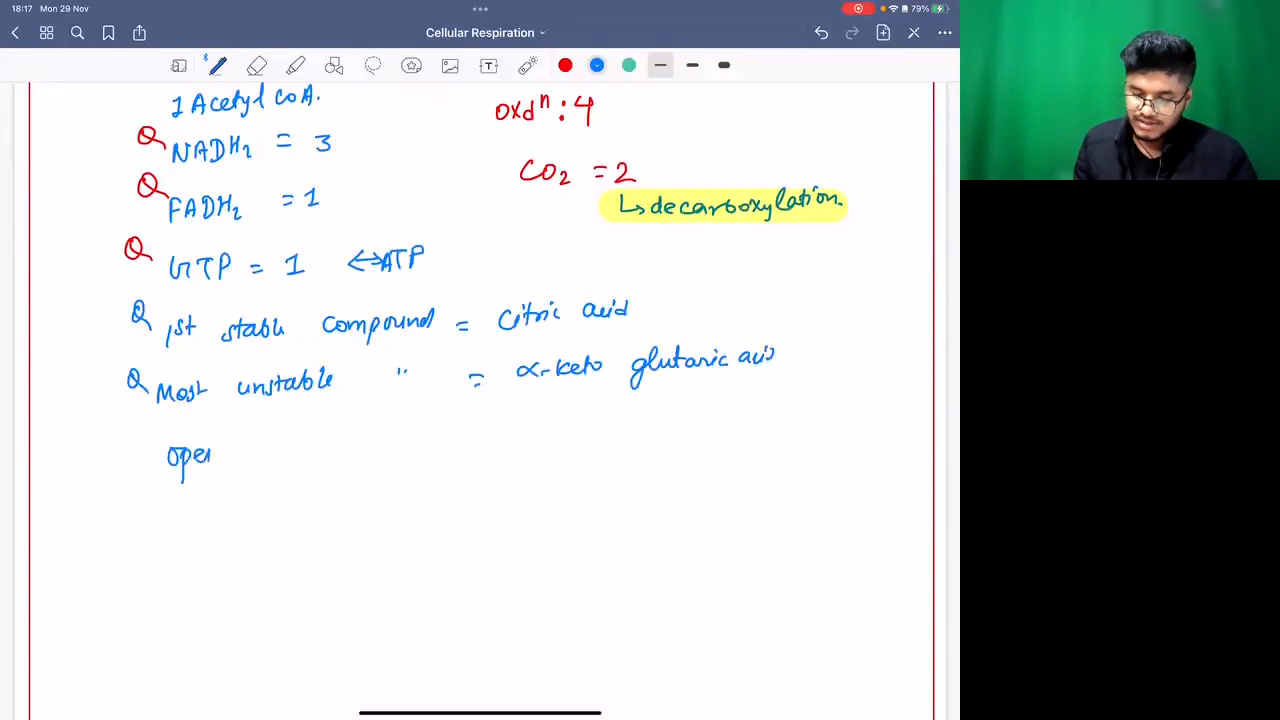 18:17 Mon 29 Nov
79%
Cellular Respiration
1 Acetyl CoA.
oxdⁿ : 4
Q NADH₂ = 3
CO₂ = 2
Q FADH₂ = 1
↳ decarboxylation.
Q GTP = 1 ↔ ATP
Q 1st stable compound = Citric acid
Q Most unstable " = α-keto glutaric acid
oper